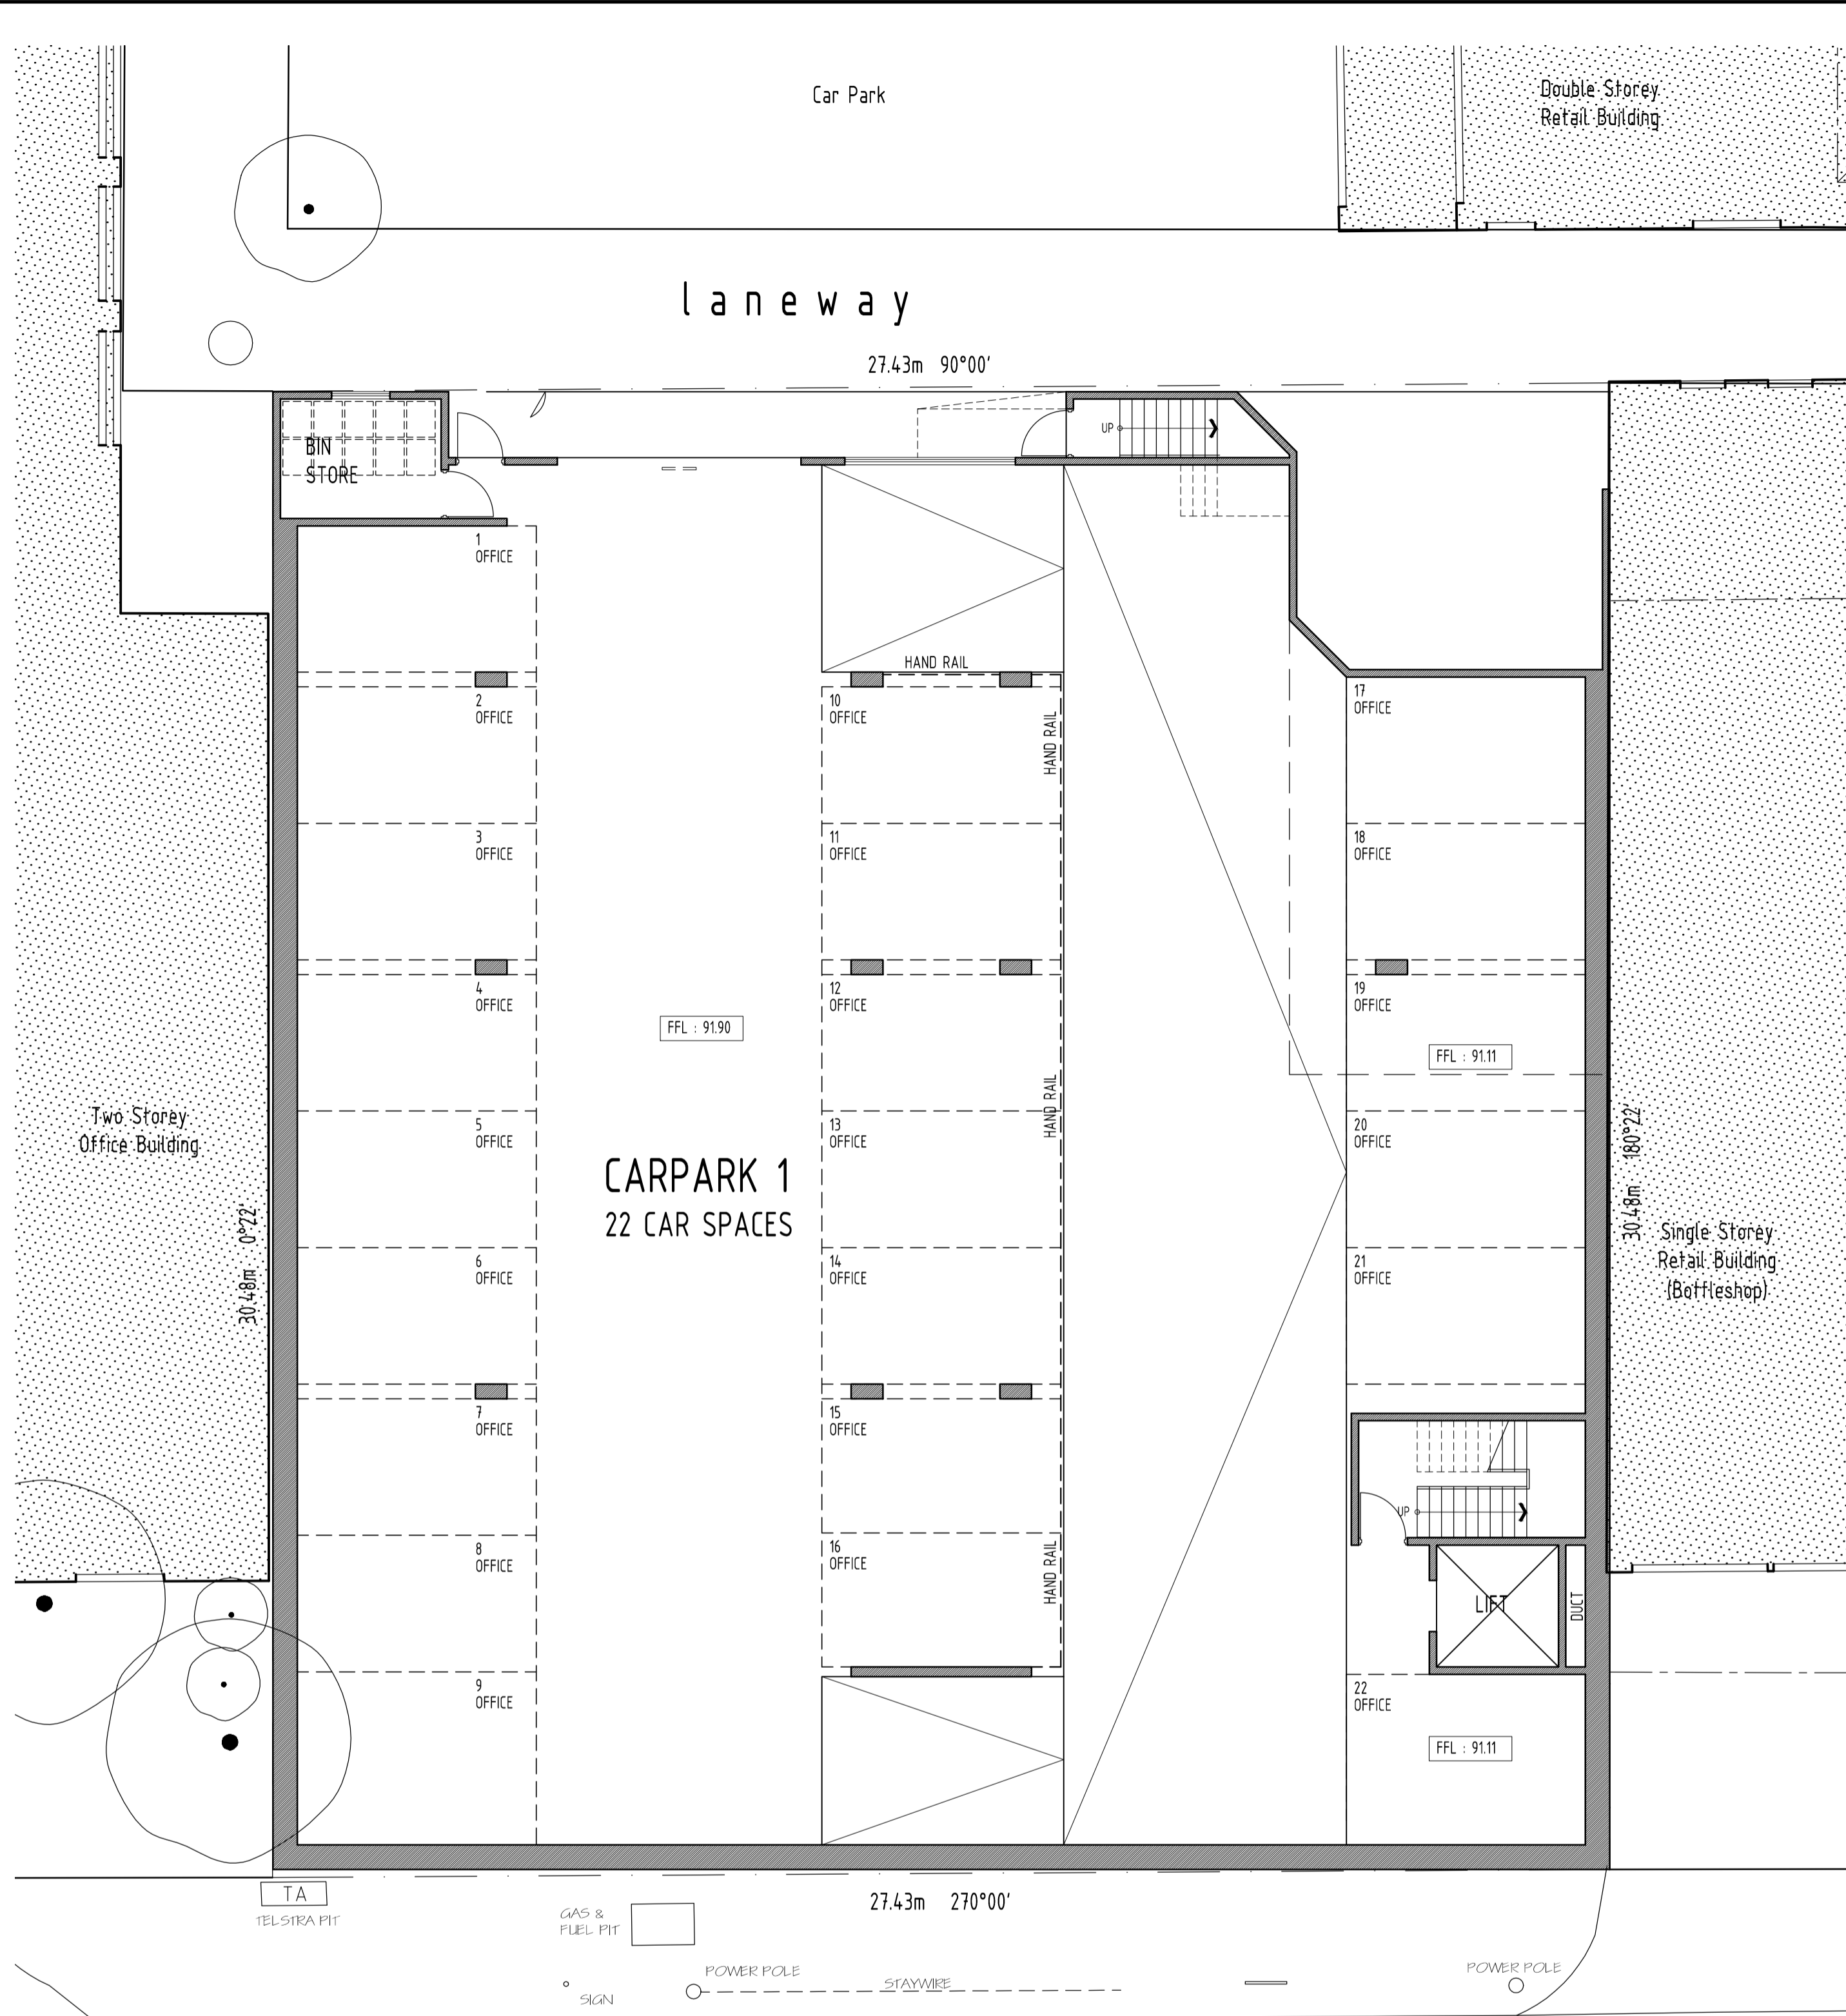 Car Park
Double Storey
Retail Building
laneway
27.43m 90°00'
BIN
STORE
UP
1
OFFICE
HAND RAIL
2
OFFICE
10
OFFICE
HAND RAIL
17
OFFICE
3
OFFICE
11
OFFICE
18
OFFICE
4
OFFICE
12
OFFICE
19
OFFICE
FFL : 91.90
FFL : 91.11
HAND RAIL
Two Storey
Office Building
5
OFFICE
13
OFFICE
20
OFFICE
30.48m 180°22'
CARPARK 1
22 CAR SPACES
30.48m 0°22'
Single Storey
Retail Building
(Bottleshop)
6
OFFICE
14
OFFICE
21
OFFICE
7
OFFICE
15
OFFICE
UP
8
OFFICE
16
OFFICE
HAND RAIL
LIFT
DUCT
9
OFFICE
22
OFFICE
FFL : 91.11
TA
TELSTRA PIT
27.43m 270°00'
GAS &
FUEL PIT
POWER POLE
STAYWIRE
POWER POLE
SIGN